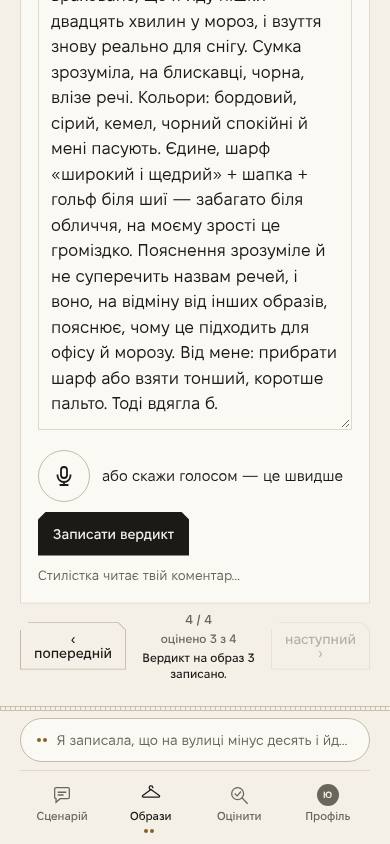 двадцять хвилин у мороз, і взуття
знову реально для снігу. Сумка
зрозуміла, на блискавці, чорна,
влізе речі. Кольори: бордовий,
сірий, кемел, чорний спокійні й
мені пасують. Єдине, шарф
«широкий і щедрий» + шапка +
гольф біля шиї — забагато біля
обличчя, на моєму зрості це
громіздко. Пояснення зрозуміле й
не суперечить назвам речей, і
воно, на відміну від інших образів,
пояснює, чому це підходить для
офісу й морозу. Від мене: прибрати
шарф або взяти тонший, коротше
пальто. Тоді вдягла б.
або скажи голосом — це швидше
Записати вердикт
Стилістка читає твій коментар...
‹
попередній
4 / 4
оцінено 3 з 4
Вердикт на образ 3
записано.
наступний
›
Я записала, що на вулиці мінус десять і йд...
Сценарій
Образи
Оцінити
Ю
Профіль